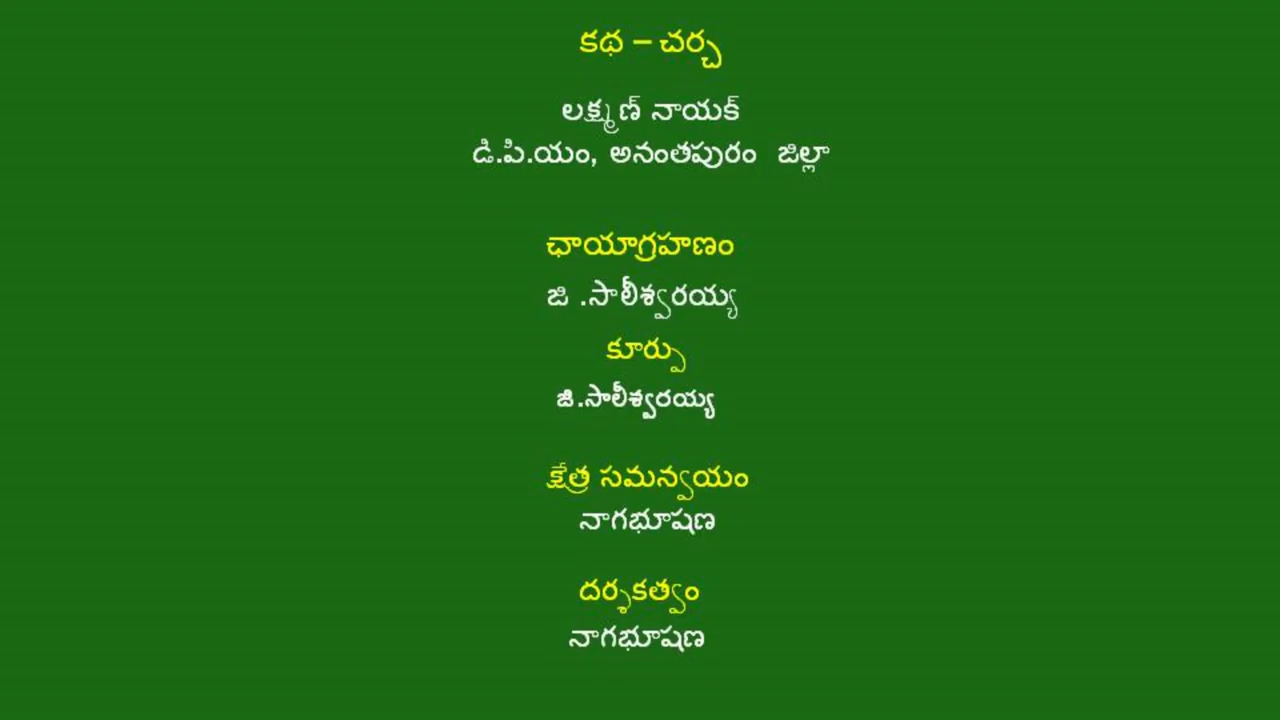 కథ – చర్చ
లక్ష్మణ్ నాయక్
డి.పి.యం, అనంతపురం జిల్లా
ఛాయాగ్రహణం
జి .సాలీశ్వరయ్య
కూర్పు
జి.సాలీశ్వరయ్య
క్షేత్ర సమన్వయం
నాగభూషణ
దర్శకత్వం
నాగభూషణ